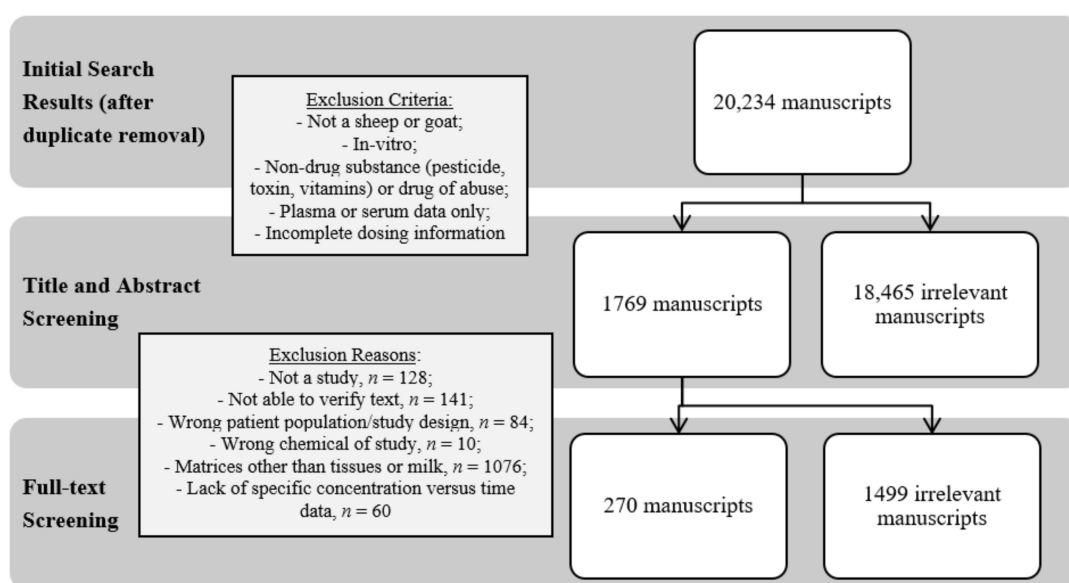 Initial Search
Results (after
duplicate removal)
Exclusion Criteria:
- Not a sheep or goat;
- In-vitro;
- Non-drug substance (pesticide,
toxin, vitamins) or drug of abuse;
- Plasma or serum data only;
- Incomplete dosing information
20,234 manuscripts
Title and Abstract
Screening
1769 manuscripts
18,465 irrelevant
manuscripts
Exclusion Reasons:
- Not a study, n = 128;
- Not able to verify text, n = 141;
- Wrong patient population/study design, n = 84;
- Wrong chemical of study, n = 10;
- Matrices other than tissues or milk, n = 1076;
- Lack of specific concentration versus time
data, n = 60
Full-text
Screening
270 manuscripts
1499 irrelevant
manuscripts